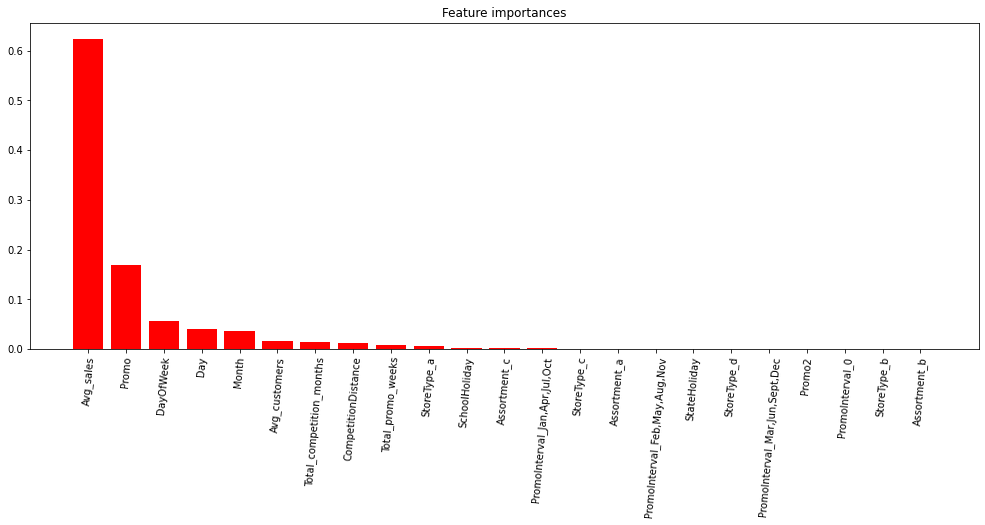 Feature importances
0.6
0.5
0.4
0.3
0.2
0.1
0.0
Avg_sales
Promo
DayOfWeek
Day
Month
Avg_customers
Total_competition_months
CompetitionDistance
Total_promo_weeks
StoreType_a
SchoolHoliday
Assortment_c
PromoInterval_Jan,Apr,Jul,Oct
StoreType_c
Assortment_a
PromoInterval_Feb,May,Aug,Nov
StateHoliday
StoreType_d
PromoInterval_Mar,Jun,Sept,Dec
Promo2
PromoInterval_0
StoreType_b
Assortment_b